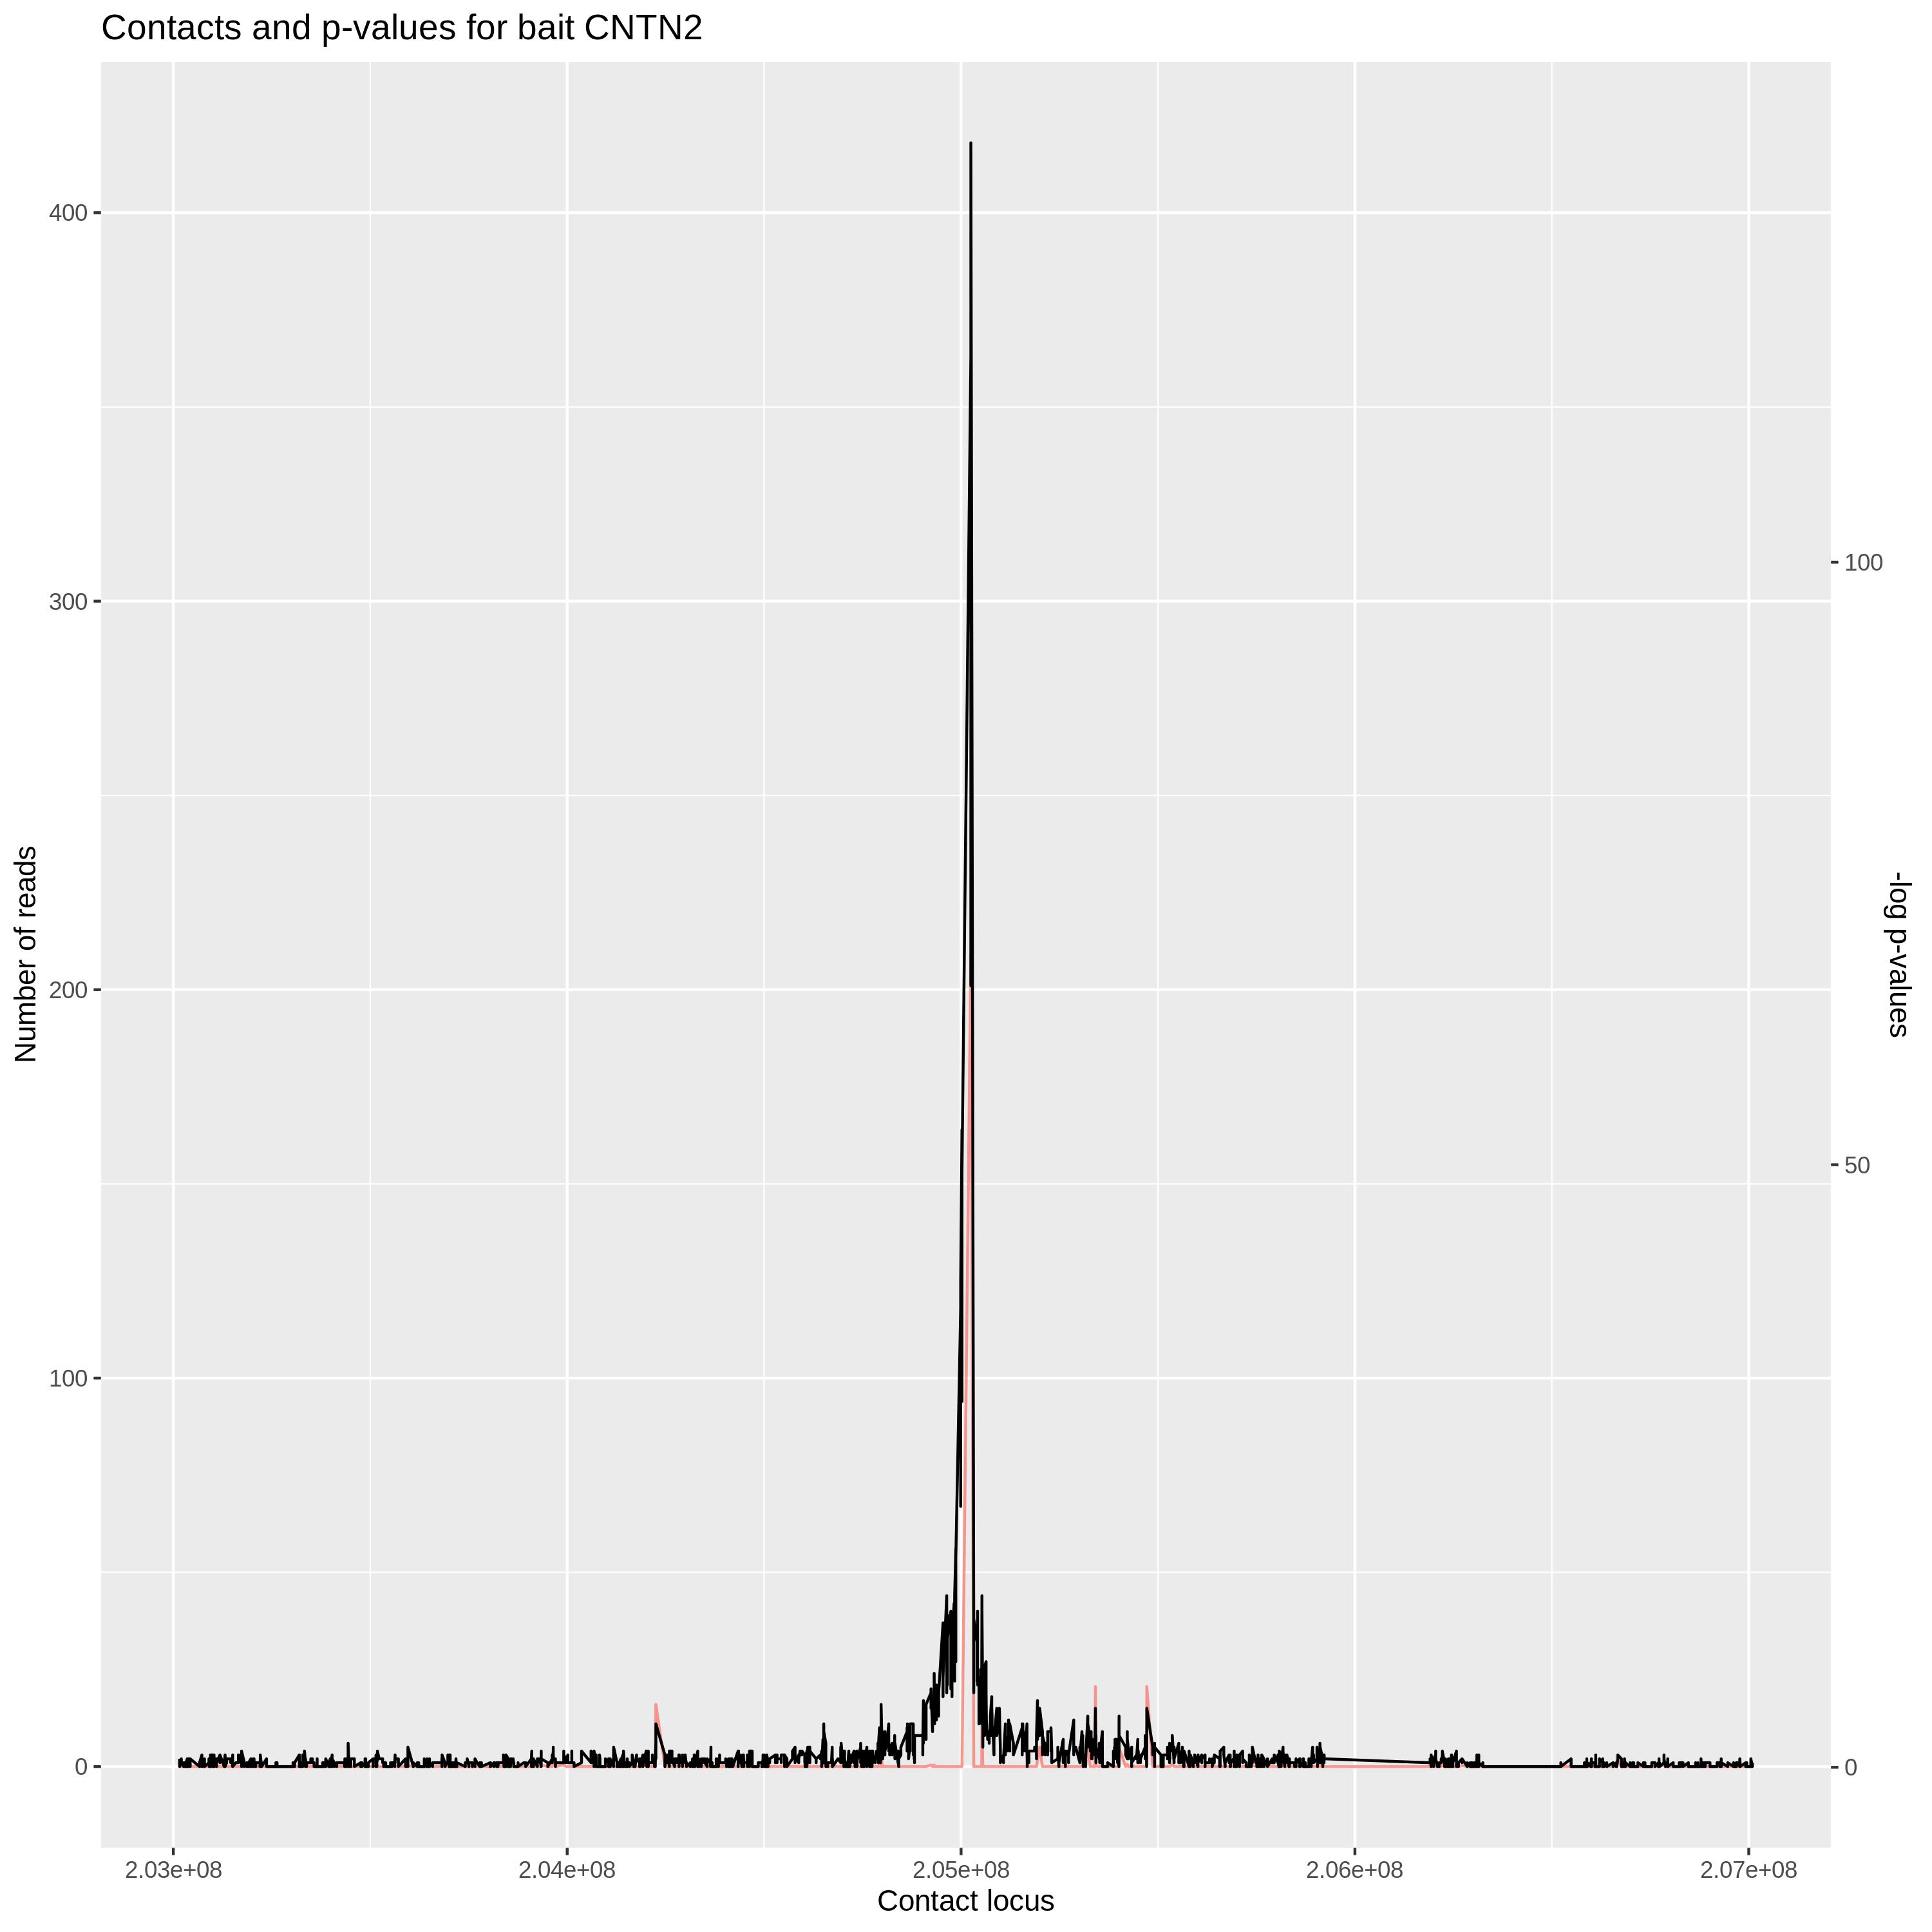 Contacts and p-values for bait CNTN2
400
300
200
100
0
Number of reads
100
50
0
-log p-values
2.03e+08
2.04e+08
2.05e+08
2.06e+08
2.07e+08
Contact locus